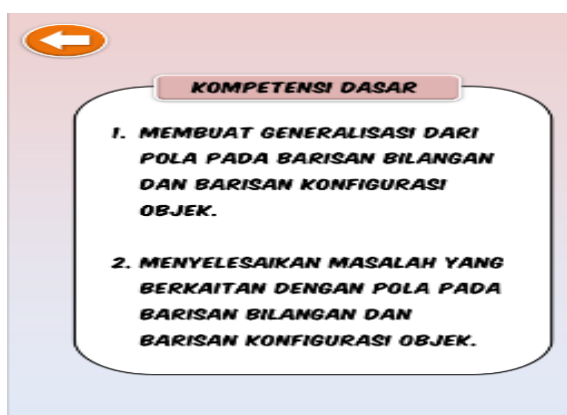 KOMPETENSI DASAR
1. MEMBUAT GENERALISASI DARI
POLA PADA BARISAN BILANGAN
DAN BARISAN KONFIGURASI
OBJEK.
2. MENYELESAIKAN MASALAH YANG
BERKAITAN DENGAN POLA PADA
BARISAN BILANGAN DAN
BARISAN KONFIGURASI OBJEK.